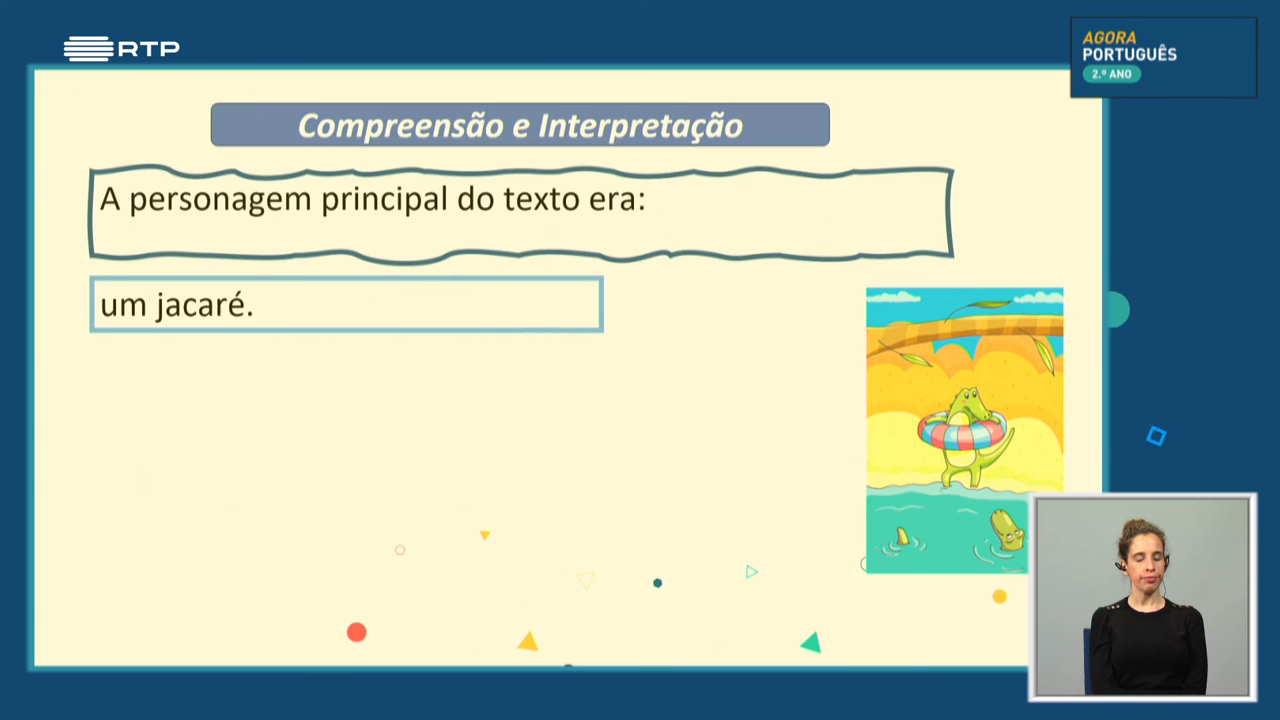 RTP
AGORA
PORTUGUÊS
2.º ANO
Compreensão e Interpretação
A personagem principal do texto era:
um jacaré.